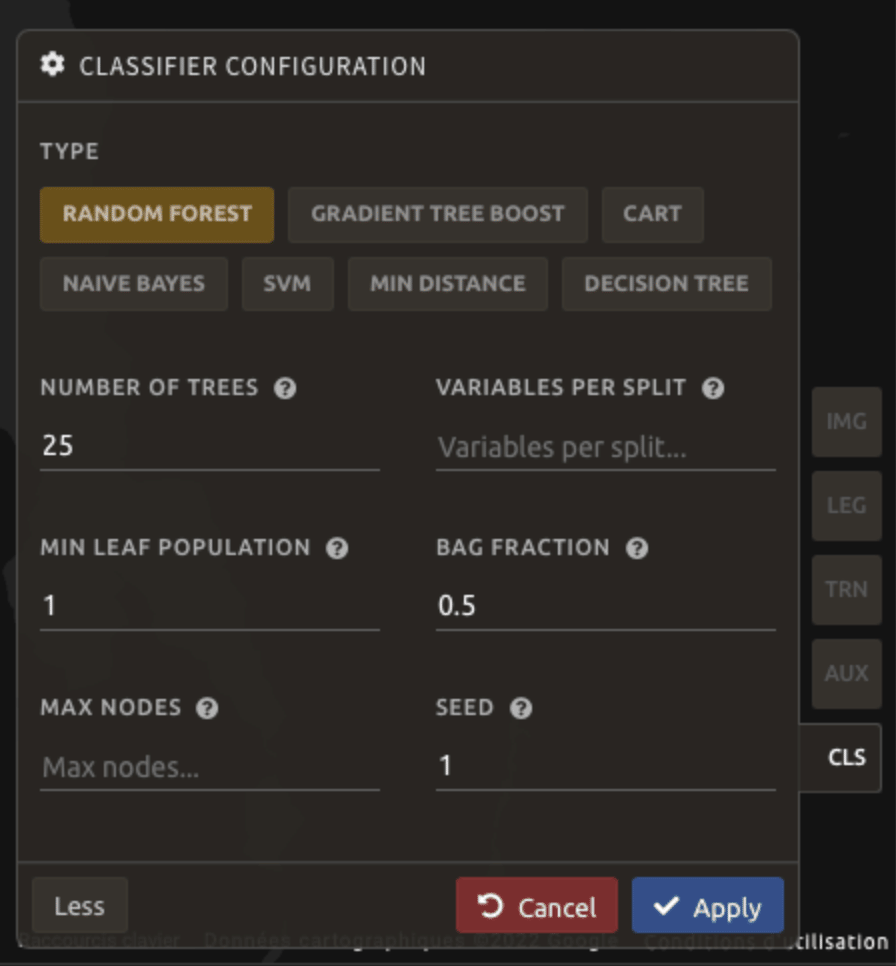 CLASSIFIER CONFIGURATION
TYPE
RANDOM FOREST GRADIENT TREE BOOST CART
NAIVE BAYES SVM MIN DISTANCE DECISION TREE
NUMBER OF TREES ? VARIABLES PER SPLIT ?
25 Variables per split...
IMG
LEG
MIN LEAF POPULATION ? BAG FRACTION ?
TRN
1 0.5
AUX
MAX NODES ? SEED ?
CLS
Max nodes... 1
Less Cancel Apply
Raccourcis clavier Données cartographiques ©2022 Google Conditions d'utilisation